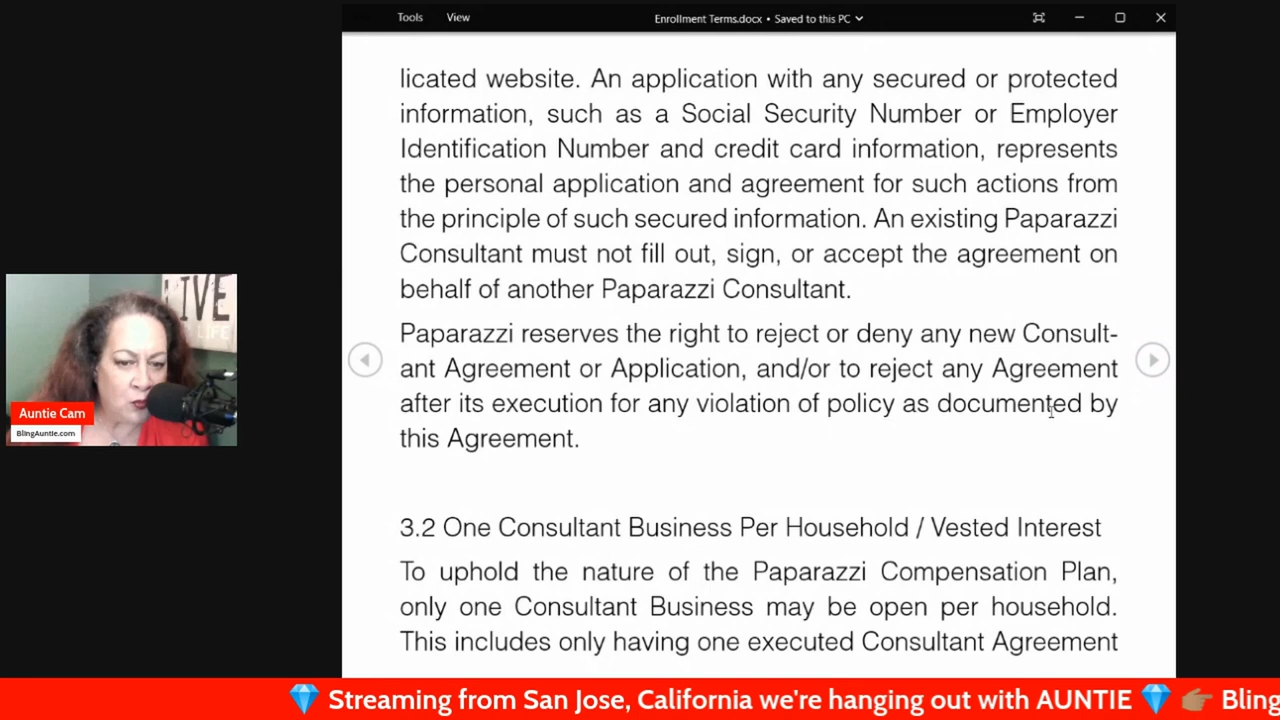 Tools View Enrollment Terms.docx • Saved to this PC
licated website. An application with any secured or protected
information, such as a Social Security Number or Employer
Identification Number and credit card information, represents
the personal application and agreement for such actions from
the principle of such secured information. An existing Paparazzi
Consultant must not fill out, sign, or accept the agreement on
behalf of another Paparazzi Consultant.
Paparazzi reserves the right to reject or deny any new Consult-
ant Agreement or Application, and/or to reject any Agreement
after its execution for any violation of policy as documented by
this Agreement.
3.2 One Consultant Business Per Household / Vested Interest
To uphold the nature of the Paparazzi Compensation Plan,
only one Consultant Business may be open per household.
This includes only having one executed Consultant Agreement
LIVE
LIFE
Auntie Cam
BlingAuntie.com
💎 Streaming from San Jose, California we're hanging out with AUNTIE 💎 👉🏽 Bling